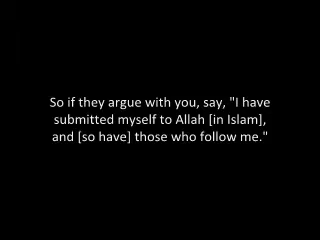 So if they argue with you, say, "I have
submitted myself to Allah [in Islam],
and [so have] those who follow me."